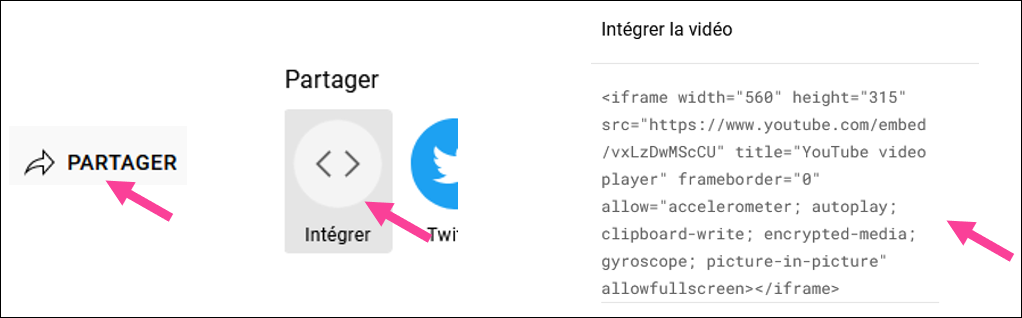 PARTAGER
Partager
Intégrer
Twit
Intégrer la vidéo
<iframe width="560" height="315"
src="https://www.youtube.com/embed
/vxLzDwMScCU" title="YouTube video
player" frameborder="0"
allow="accelerometer; autoplay;
clipboard-write; encrypted-media;
gyroscope; picture-in-picture"
allowfullscreen></iframe>